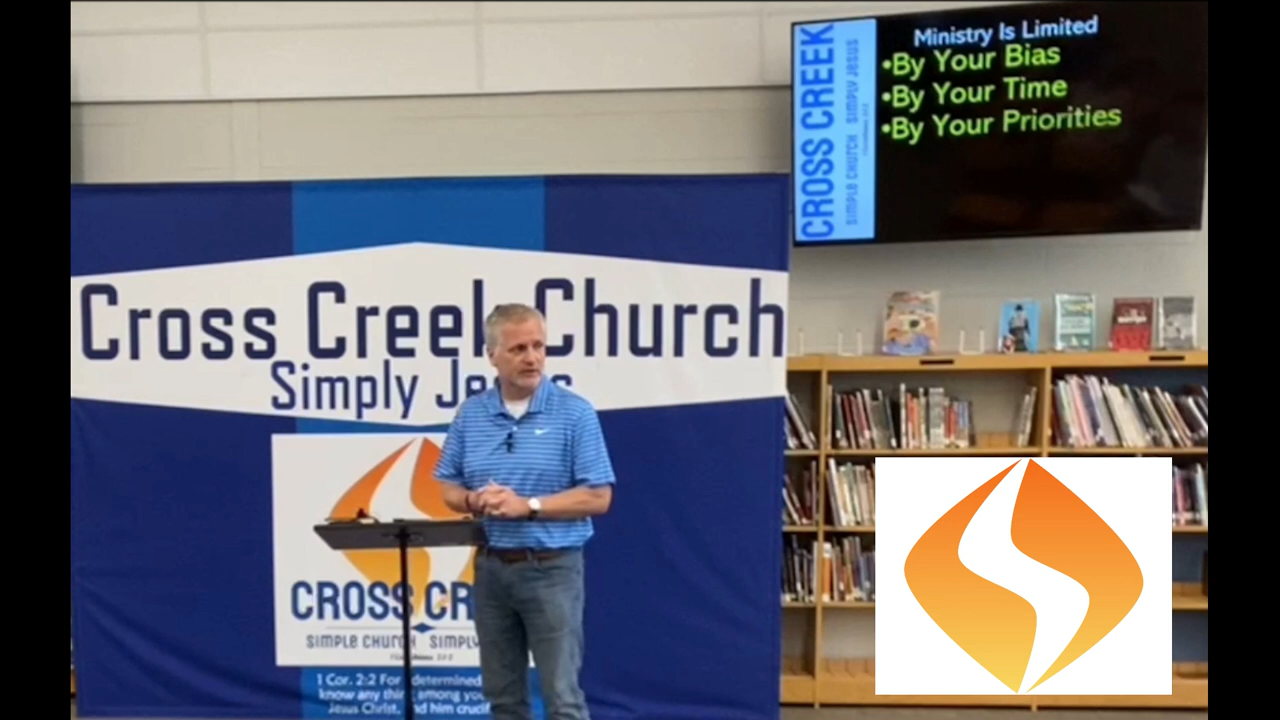 Ministry Is Limited
•By Your Bias
•By Your Time
•By Your Priorities
CROSS CREEK
SIMPLE CHURCH SIMPLY JESUS
Cross Creek Church
Simply Je s
CROSS CR
SIMPLE CHURCH SIMPLY
1 Cor. 2:2 For determined
know any thing among yo
Jesus Christ, and him crucif